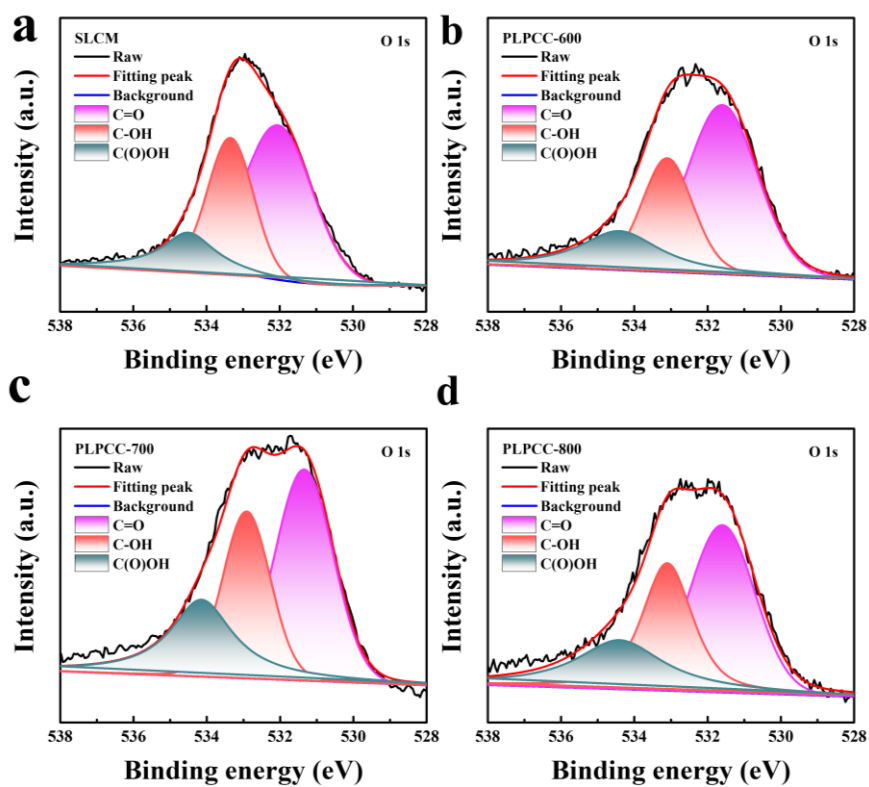 a
SLCM
O 1s
Raw
Fitting peak
Background
C=O
C-OH
C(O)OH
Intensity (a.u.)
538 536 534 532 530 528
Binding energy (eV)
b
PLPCC-600
O 1s
Raw
Fitting peak
Background
C=O
C-OH
C(O)OH
Intensity (a.u.)
538 536 534 532 530 528
Binding energy (eV)
c
PLPCC-700
O 1s
Raw
Fitting peak
Background
C=O
C-OH
C(O)OH
Intensity (a.u.)
538 536 534 532 530 528
Binding energy (eV)
d
PLPCC-800
O 1s
Raw
Fitting peak
Background
C=O
C-OH
C(O)OH
Intensity (a.u.)
538 536 534 532 530 528
Binding energy (eV)